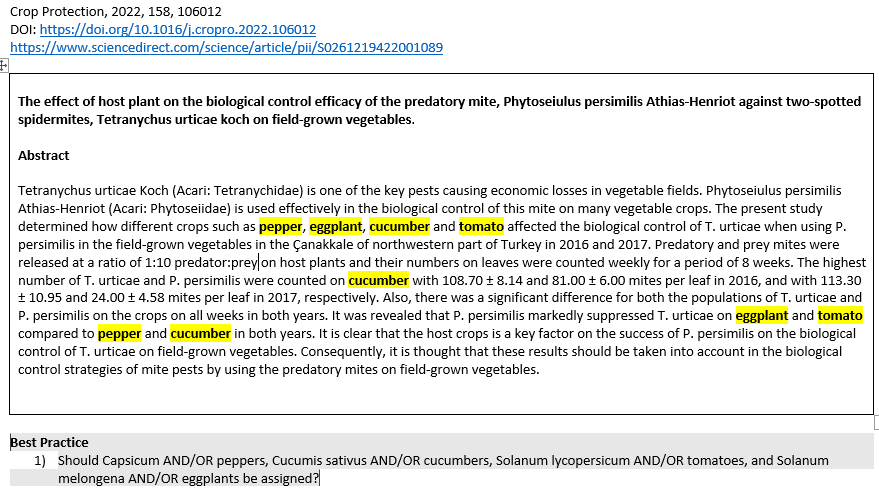 Crop Protection, 2022, 158, 106012
DOI: https://doi.org/10.1016/j.cropro.2022.106012
https://www.sciencedirect.com/science/article/pii/S0261219422001089
The effect of host plant on the biological control efficacy of the predatory mite, Phytoseiulus persimilis Athias-Henriot against two-spotted
spidermites, Tetranychus urticae koch on field-grown vegetables.
Abstract
Tetranychus urticae Koch (Acari: Tetranychidae) is one of the key pests causing economic losses in vegetable fields. Phytoseiulus persimilis
Athias-Henriot (Acari: Phytoseiidae) is used effectively in the biological control of this mite on many vegetable crops. The present study
determined how different crops such as pepper, eggplant, cucumber and tomato affected the biological control of T. urticae when using P.
persimilis in the field-grown vegetables in the Çanakkale of northwestern part of Turkey in 2016 and 2017. Predatory and prey mites were
released at a ratio of 1:10 predator:prey on host plants and their numbers on leaves were counted weekly for a period of 8 weeks. The highest
number of T. urticae and P. persimilis were counted on cucumber with 108.70 ± 8.14 and 81.00 ± 6.00 mites per leaf in 2016, and with 113.30
± 10.95 and 24.00 ± 4.58 mites per leaf in 2017, respectively. Also, there was a significant difference for both the populations of T. urticae and
P. persimilis on the crops on all weeks in both years. It was revealed that P. persimilis markedly suppressed T. urticae on eggplant and tomato
compared to pepper and cucumber in both years. It is clear that the host crops is a key factor on the success of P. persimilis on the biological
control of T. urticae on field-grown vegetables. Consequently, it is thought that these results should be taken into account in the biological
control strategies of mite pests by using the predatory mites on field-grown vegetables.
Best Practice
1) Should Capsicum AND/OR peppers, Cucumis sativus AND/OR cucumbers, Solanum lycopersicum AND/OR tomatoes, and Solanum
melongena AND/OR eggplants be assigned?